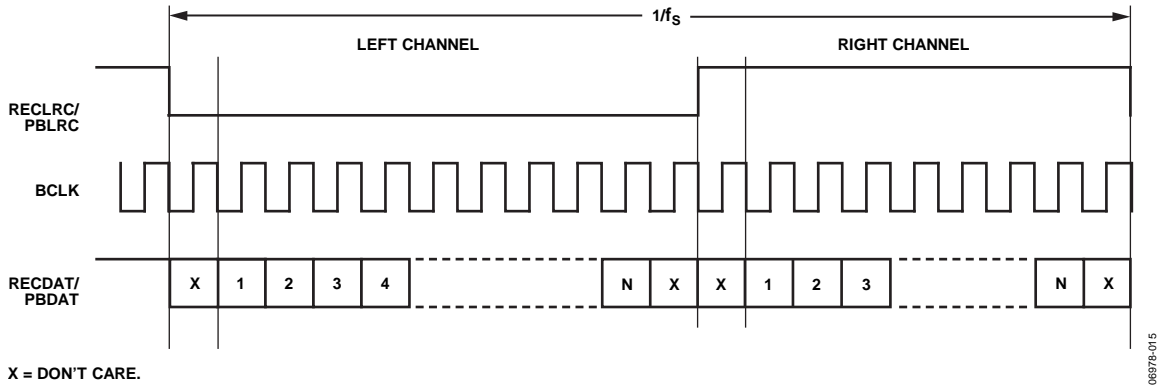 1/fS
LEFT CHANNEL RIGHT CHANNEL
RECLRC/
PBLRC
BCLK
RECDAT/
PBDAT
X 1 2 3 4 N X X 1 2 3 N X
X = DON'T CARE.
06978-015